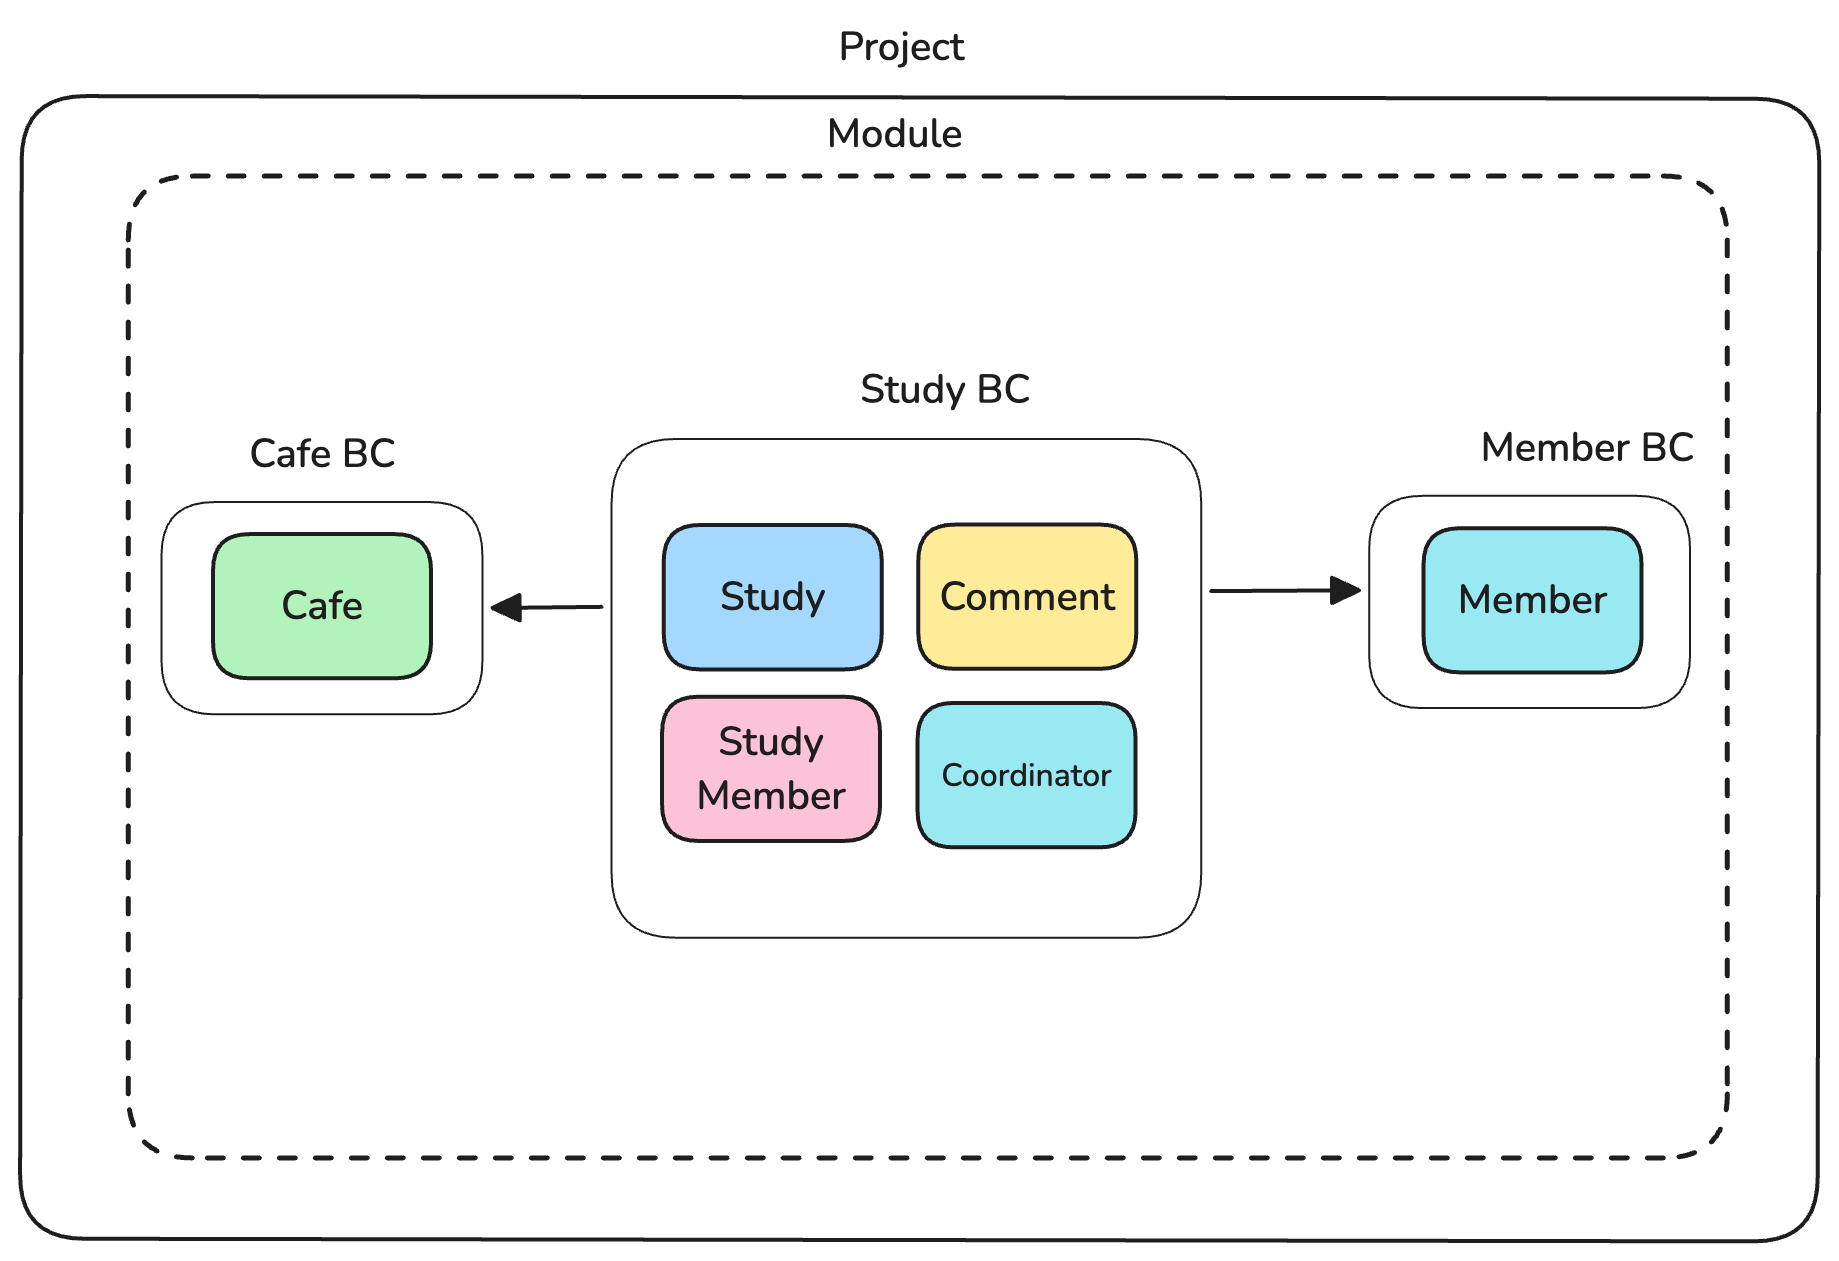 Project
Module
Study BC
Cafe BC
Member BC
Cafe
Study
Comment
Member
Study
Member
Coordinator